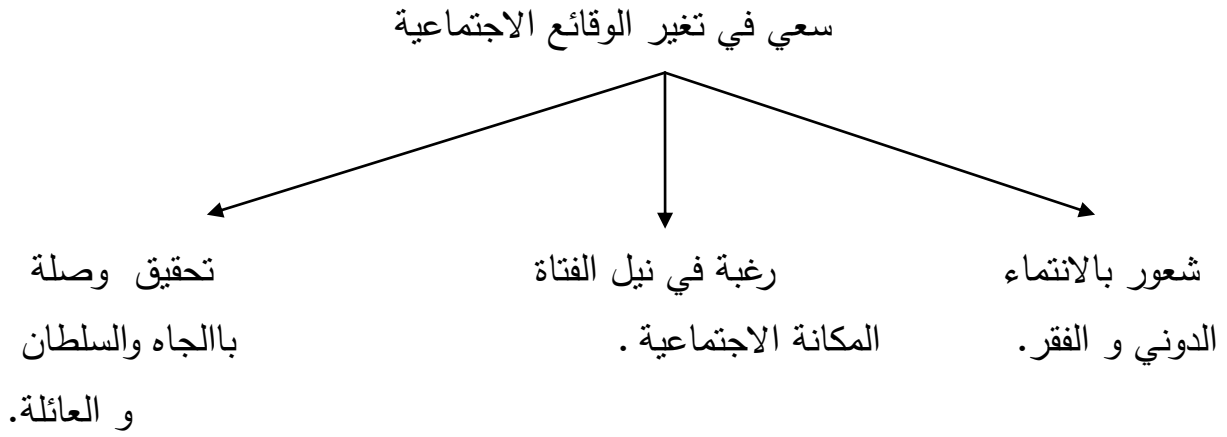 سعي في تغير الوقائع الاجتماعية
شعور بالانتماء
الدوني و الفقر.
رغبة في نيل الفتاة
المكانة الاجتماعية .
تحقيق وصلة
باالجاه والسلطان
و العائلة.